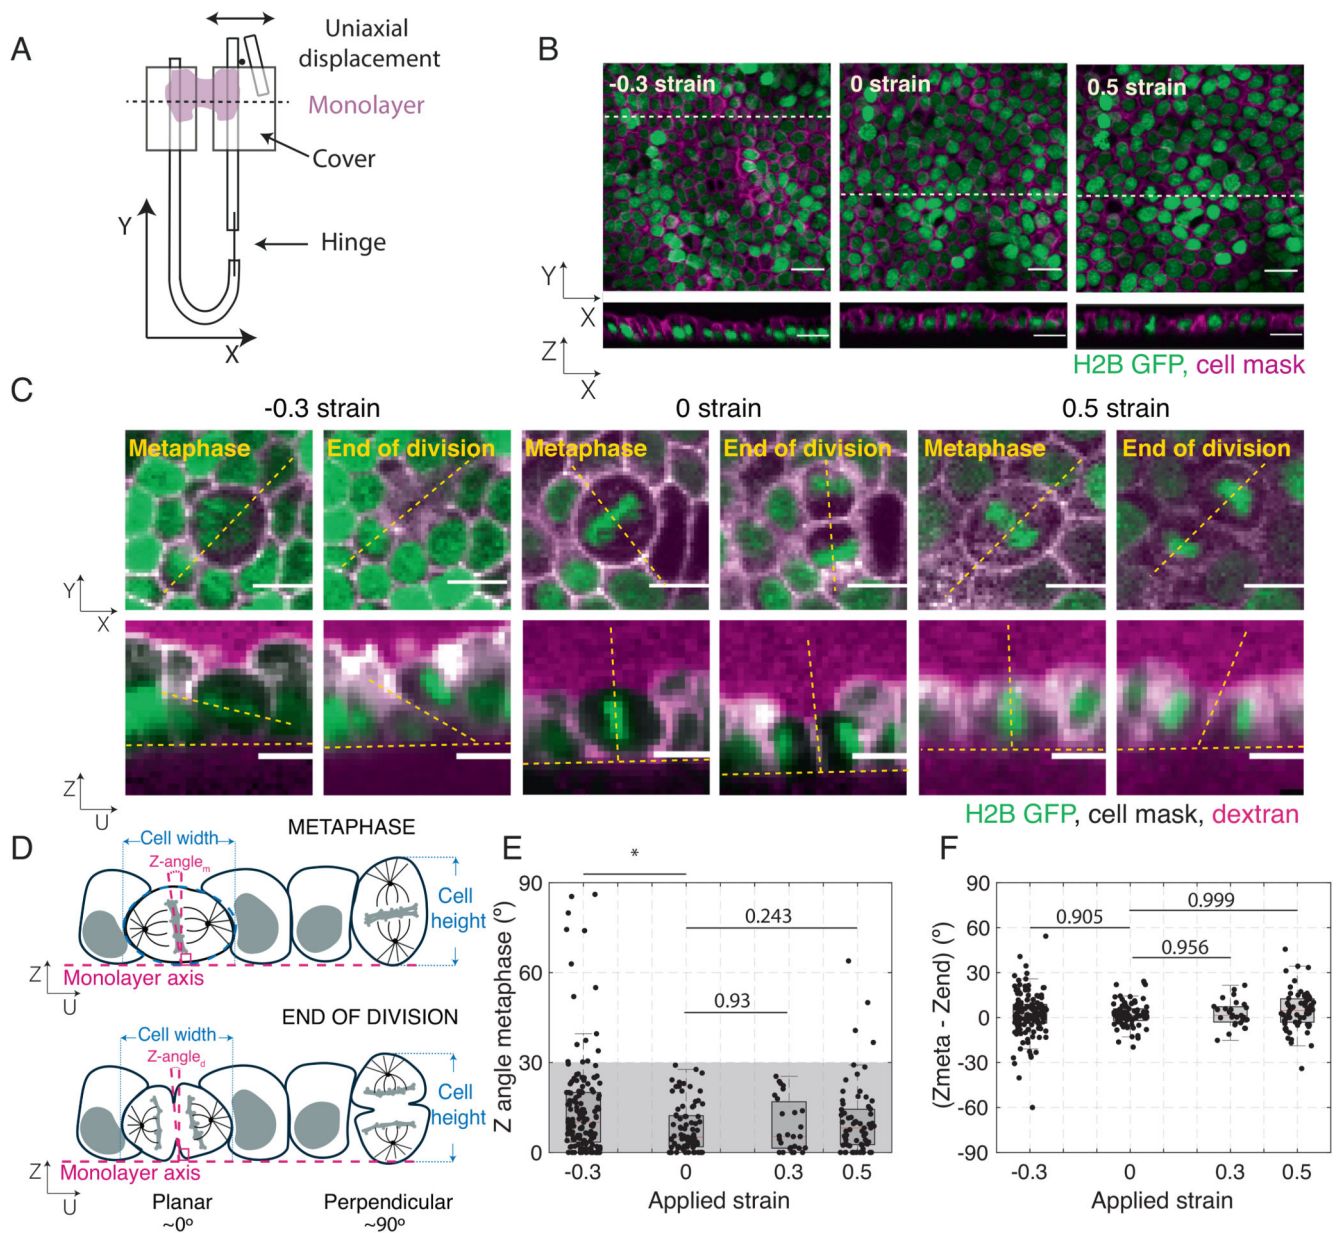 A
Uniaxial
displacement
Monolayer
Cover
Hinge
Y
X
B
-0.3 strain
0 strain
0.5 strain
Y
X
Z
X
H2B GFP, cell mask
C
-0.3 strain
0 strain
0.5 strain
Metaphase
End of division
Metaphase
End of division
Metaphase
End of division
Y
X
Z
U
H2B GFP, cell mask, dextran
D
METAPHASE
Cell width
Z-anglem
Cell
height
Z
Monolayer axis
U
END OF DIVISION
Cell width
Z-angled
Cell
height
Z
Monolayer axis
U
Planar
~0º
Perpendicular
~90º
E
*
90
60
30
0
0.243
0.93
Z angle metaphase (º)
-0.3
0
0.3
0.5
Applied strain
F
90
60
30
0
-30
-60
-90
0.905
0.999
0.956
(Zmeta - Zend) (º)
-0.3
0
0.3
0.5
Applied strain